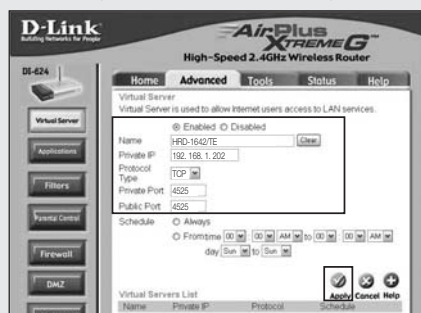 D-Link
Building Networks for People
AirPlus
XTREME G
High-Speed 2.4GHz Wireless Router
DI-624
Home Advanced Tools Status Help
Virtual Server
Virtual Server is used to allow Internet users access to LAN services.
Virtual Server
Applications
Filters
Parental Control
Firewall
DMZ
Enabled Disabled
Name HRD-1642/TE Clear
Private IP 192. 168. 1. 202
Protocol Type TCP
Private Port 4525
Public Port 4525
Schedule Always
From time 00 : 00 AM to 00 : 00 AM
day Sun to Sun
Apply Cancel Help
Virtual Servers List
Name Private IP Protocol Schedule